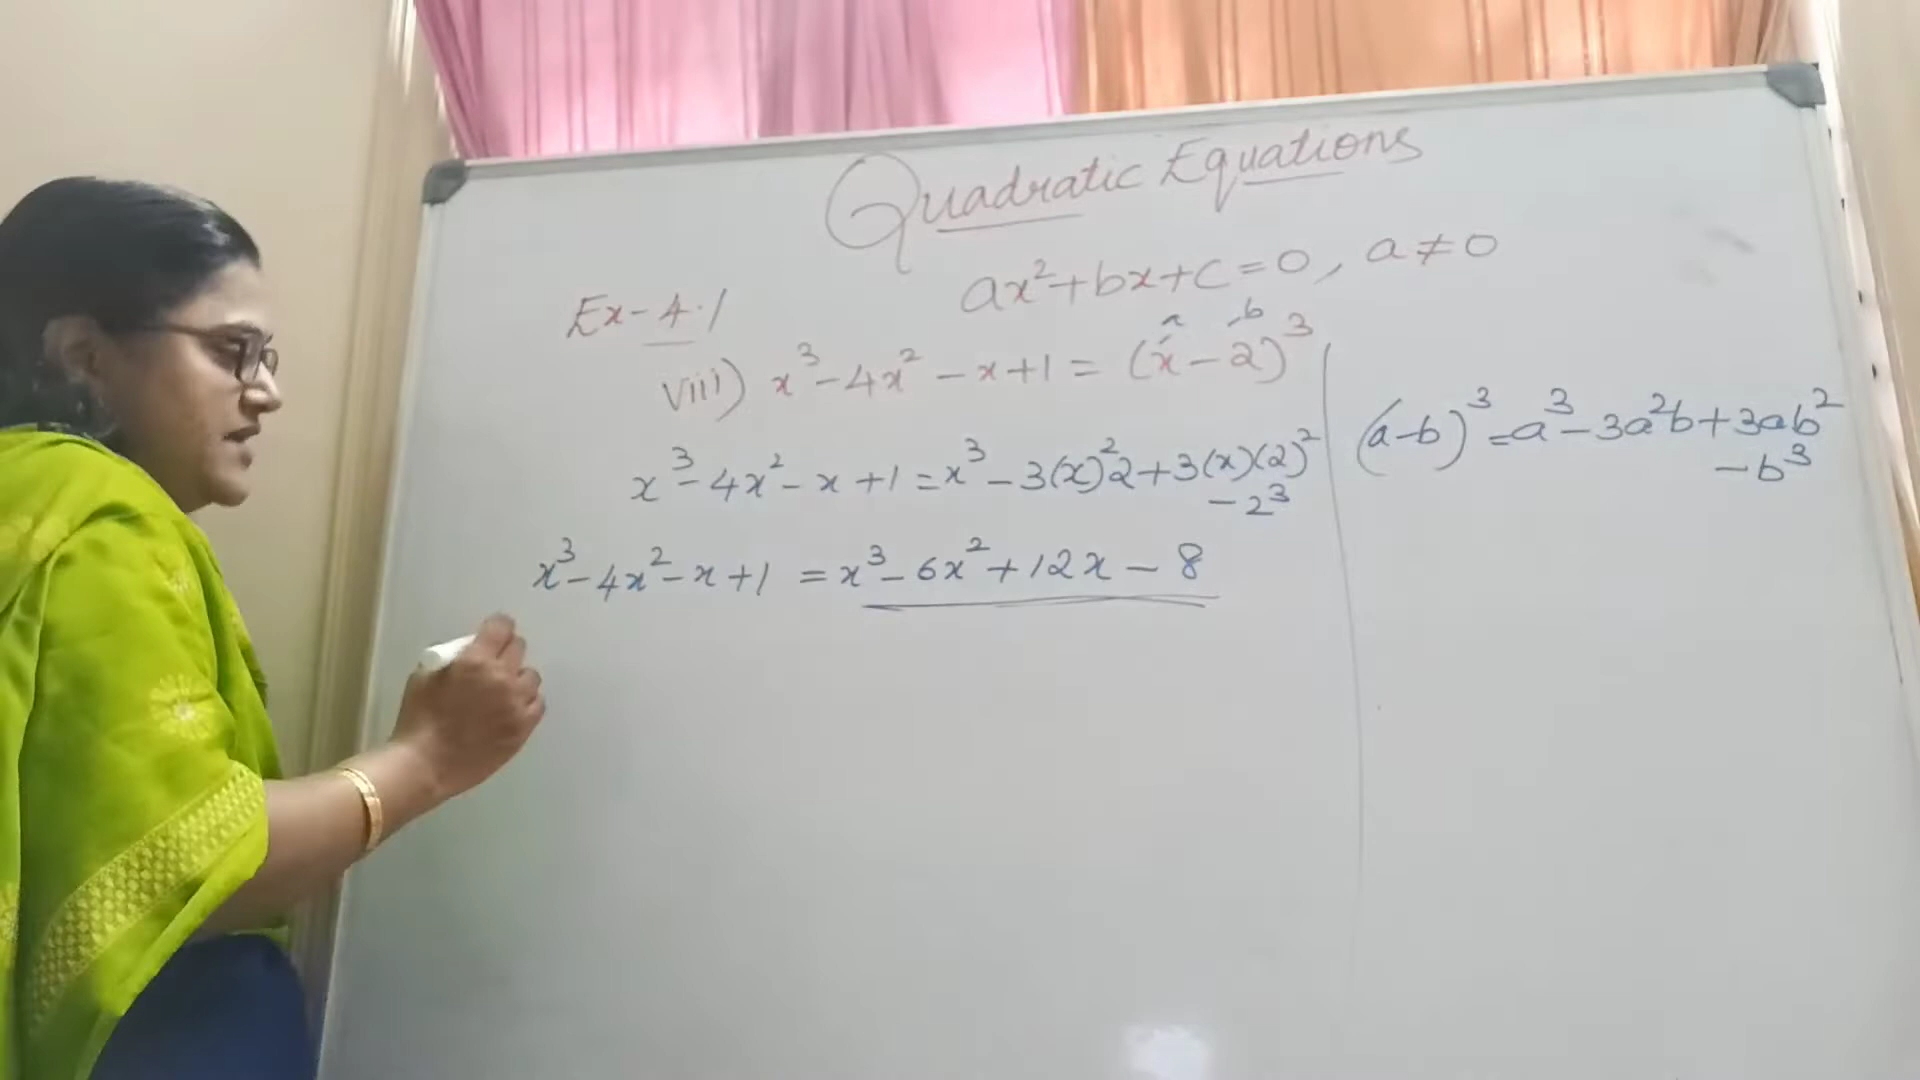 Quadratic Equations
ax²+bx+c=0, a≠0
Ex-4.1
a -b
viii) x³-4x²-x+1=(x-2)³
(a-b)³=a³-3a²b+3ab²
-b³
x³-4x²-x+1=x³-3(x)²2+3(x)(2)²
-2³
x³-4x²-x+1=x³-6x²+12x-8